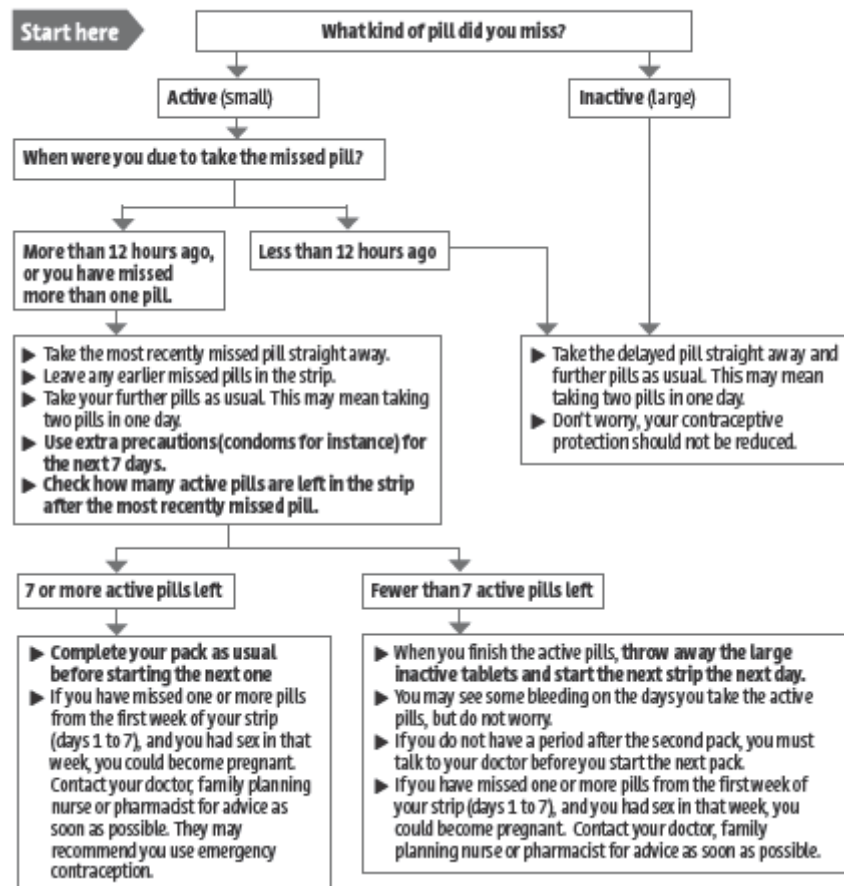 Start here
What kind of pill did you miss?
Active (small)
Inactive (large)
When were you due to take the missed pill?
More than 12 hours ago,
or you have missed
more than one pill.
Less than 12 hours ago
▶ Take the most recently missed pill straight away.
▶ Leave any earlier missed pills in the strip.
▶ Take your further pills as usual. This may mean taking
two pills in one day.
▶ Use extra precautions(condoms for instance) for
the next 7 days.
▶ Check how many active pills are left in the strip
after the most recently missed pill.
▶ Take the delayed pill straight away and
further pills as usual. This may mean
taking two pills in one day.
▶ Don't worry, your contraceptive
protection should not be reduced.
7 or more active pills left
Fewer than 7 active pills left
▶ Complete your pack as usual
before starting the next one
▶ If you have missed one or more pills
from the first week of your strip
(days 1 to 7), and you had sex in that
week, you could become pregnant.
Contact your doctor, family planning
nurse or pharmacist for advice as
soon as possible. They may
recommend you use emergency
contraception.
▶ When you finish the active pills, throw away the large
inactive tablets and start the next strip the next day.
▶ You may see some bleeding on the days you take the active
pills, but do not worry.
▶ If you do not have a period after the second pack, you must
talk to your doctor before you start the next pack.
▶ If you have missed one or more pills from the first week of
your strip (days 1 to 7), and you had sex in that week, you
could become pregnant. Contact your doctor, family
planning nurse or pharmacist for advice as soon as possible.